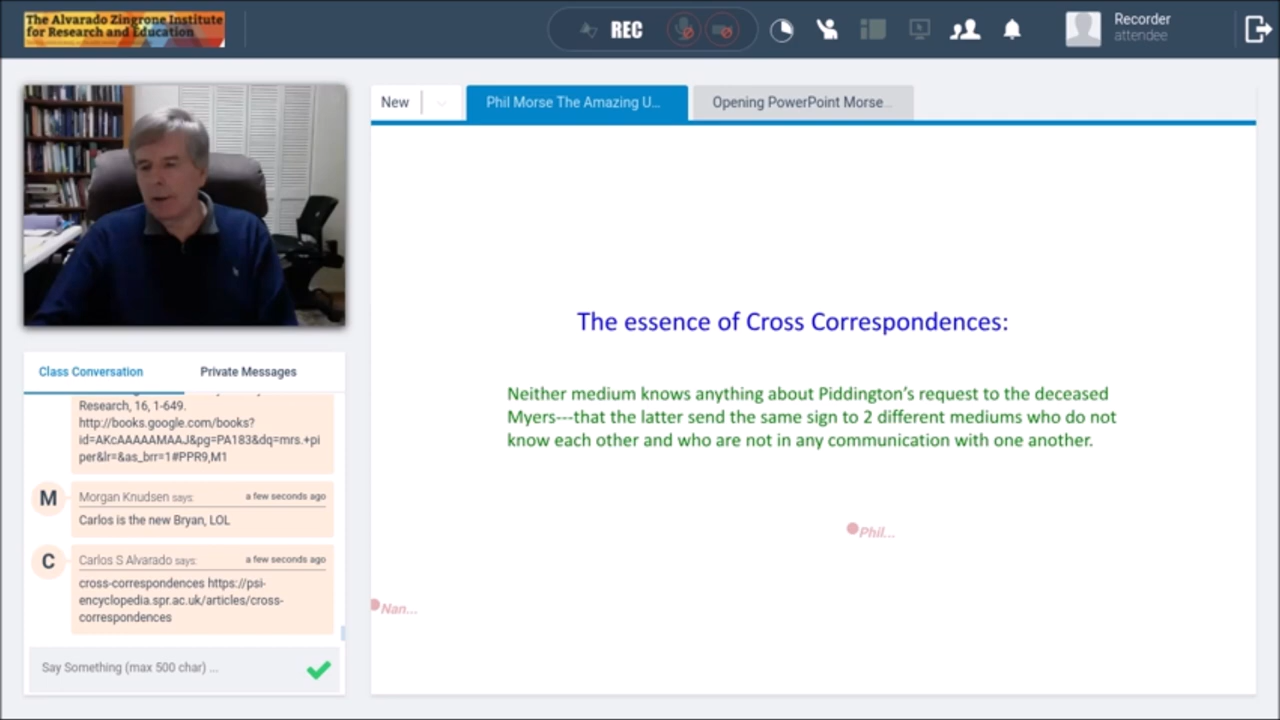 The Alvarado Zingrone Institute
for Research and Education
REC
Recorder
attendee
New
Phil Morse The Amazing U...
Opening PowerPoint Morse...
The essence of Cross Correspondences:
Neither medium knows anything about Piddington's request to the deceased
Myers---that the latter send the same sign to 2 different mediums who do not
know each other and who are not in any communication with one another.
Phil...
Nan...
Class Conversation
Private Messages
Research, 16, 1-649.
http://books.google.com/books?
id=AKcAAAAAMAAJ&pg=PA183&dq=mrs.+pi
per&lr=&as_brr=1#PPR9,M1
M
Morgan Knudsen says:
a few seconds ago
Carlos is the new Bryan, LOL
C
Carlos S Alvarado says:
a few seconds ago
cross-correspondences https://psi-
encyclopedia.spr.ac.uk/articles/cross-
correspondences
Say Something (max 500 char) ...